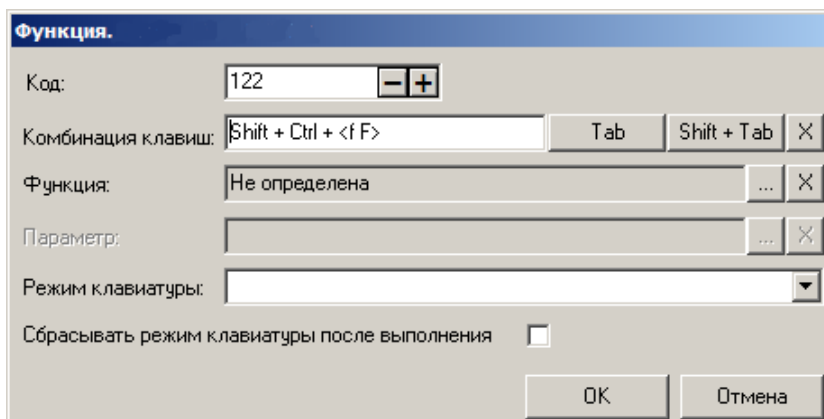 Функция.
Код: 122 − +
Комбинация клавиш: Shift + Ctrl + <f F> Tab Shift + Tab X
Функция: Не определена ... X
Параметр: ... X
Режим клавиатуры:
Сбрасывать режим клавиатуры после выполнения
OK Отмена